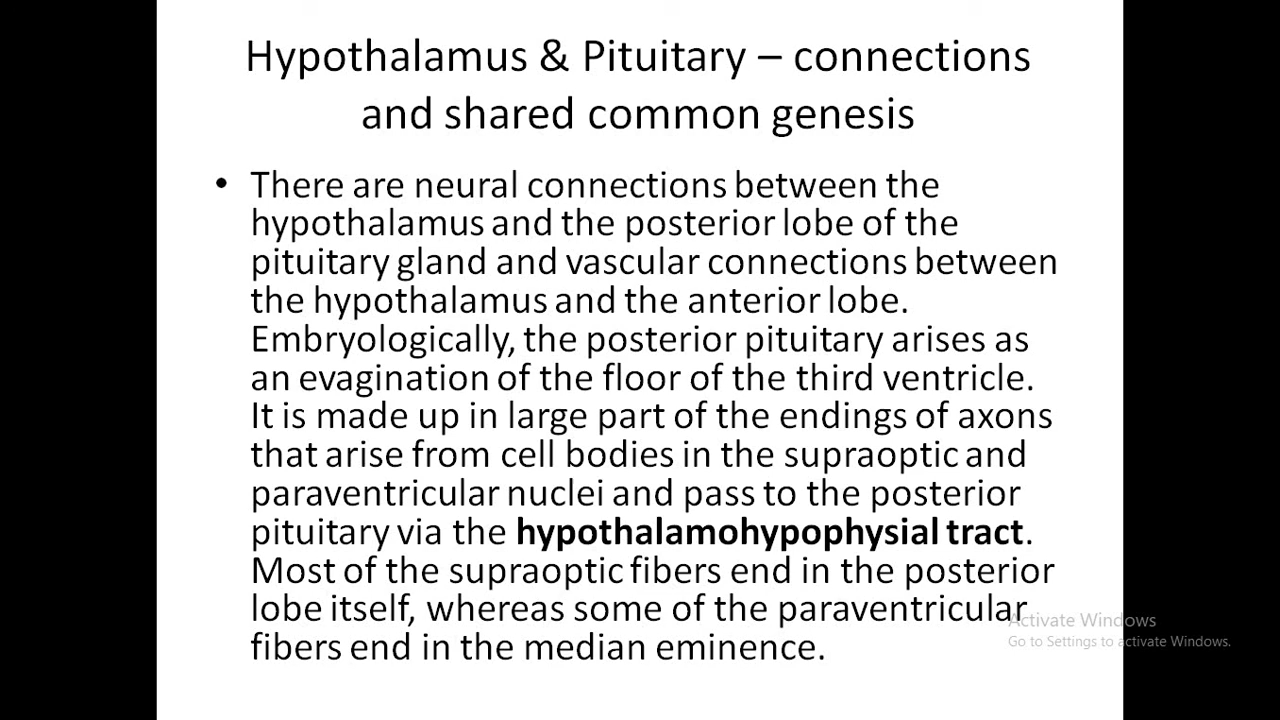 Hypothalamus & Pituitary – connections
and shared common genesis
• There are neural connections between the
hypothalamus and the posterior lobe of the
pituitary gland and vascular connections between
the hypothalamus and the anterior lobe.
Embryologically, the posterior pituitary arises as
an evagination of the floor of the third ventricle.
It is made up in large part of the endings of axons
that arise from cell bodies in the supraoptic and
paraventricular nuclei and pass to the posterior
pituitary via the hypothalamohypophysial tract.
Most of the supraoptic fibers end in the posterior
lobe itself, whereas some of the paraventricular
fibers end in the median eminence.
Activate Windows
Go to Settings to activate Windows.